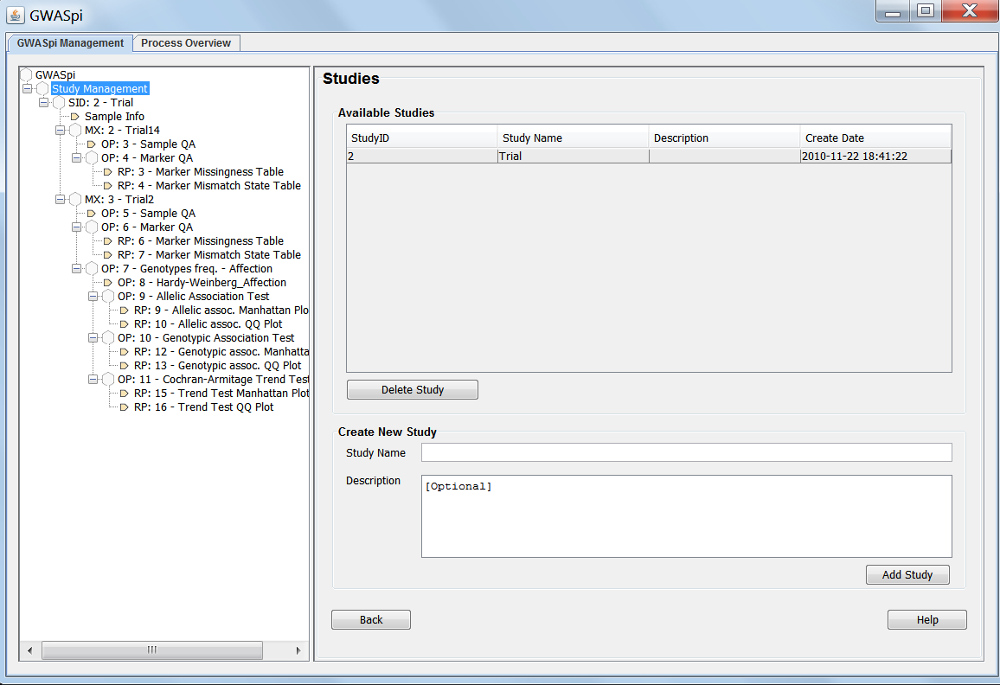 GWASpi
GWASpi Management
Process Overview
GWASpi
Study Management
SID: 2 - Trial
Sample Info
MX: 2 - Trial14
OP: 3 - Sample QA
OP: 4 - Marker QA
RP: 3 - Marker Missingness Table
RP: 4 - Marker Mismatch State Table
MX: 3 - Trial2
OP: 5 - Sample QA
OP: 6 - Marker QA
RP: 6 - Marker Missingness Table
RP: 7 - Marker Mismatch State Table
OP: 7 - Genotypes freq. - Affection
OP: 8 - Hardy-Weinberg_Affection
OP: 9 - Allelic Association Test
RP: 9 - Allelic assoc. Manhattan Plo
RP: 10 - Allelic assoc. QQ Plot
OP: 10 - Genotypic Association Test
RP: 12 - Genotypic assoc. Manhatta
RP: 13 - Genotypic assoc. QQ Plot
OP: 11 - Cochran-Armitage Trend Test
RP: 15 - Trend Test Manhattan Plot
RP: 16 - Trend Test QQ Plot
Studies
Available Studies
StudyID Study Name Description Create Date
2 Trial 2010-11-22 18:41:22
Delete Study
Create New Study
Study Name
Description
[Optional]
Add Study
Back
Help